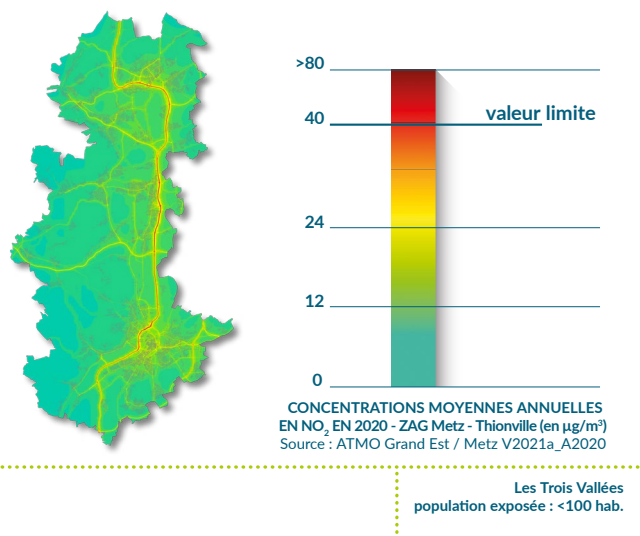 >80
40
valeur limite
24
12
0
CONCENTRATIONS MOYENNES ANNUELLES
EN NO₂ EN 2020 - ZAG Metz - Thionville (en µg/m³)
Source : ATMO Grand Est / Metz V2021a_A2020
Les Trois Vallées
population exposée : <100 hab.